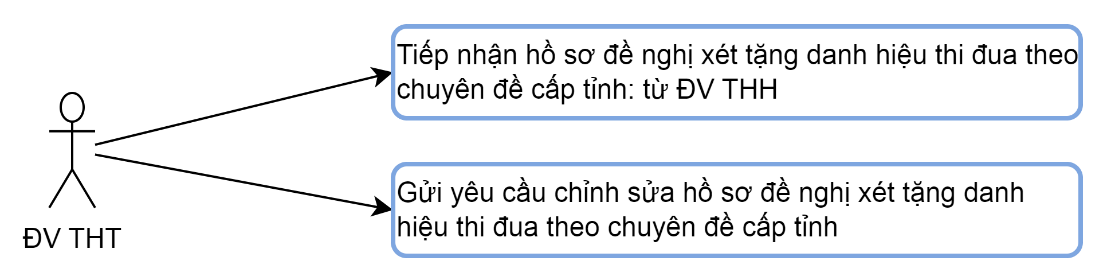 Tiếp nhận hồ sơ đề nghị xét tặng danh hiệu thi đua theo
chuyên đề cấp tỉnh: từ ĐV THH
Gửi yêu cầu chỉnh sửa hồ sơ đề nghị xét tặng danh
hiệu thi đua theo chuyên đề cấp tỉnh
ĐV THT